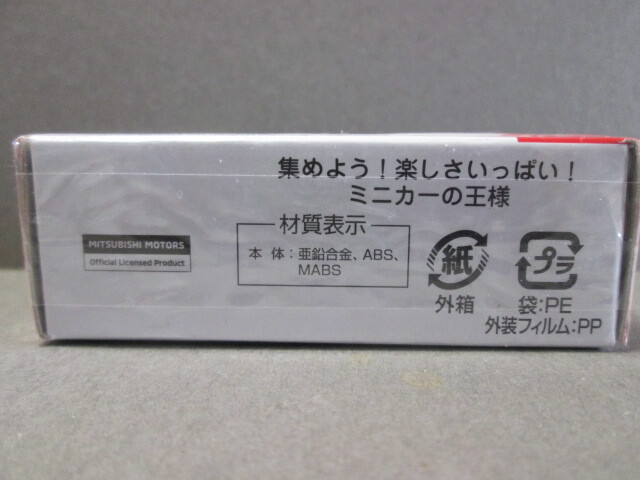 集めよう!楽しさいっぱい!
ミニカーの王様
材質表示
本 体:亜鉛合金、ABS、
MABS
MITSUBISHI MOTORS
Official Licensed Product
紙
外箱
プラ
袋:PE
外装フィルム:PP